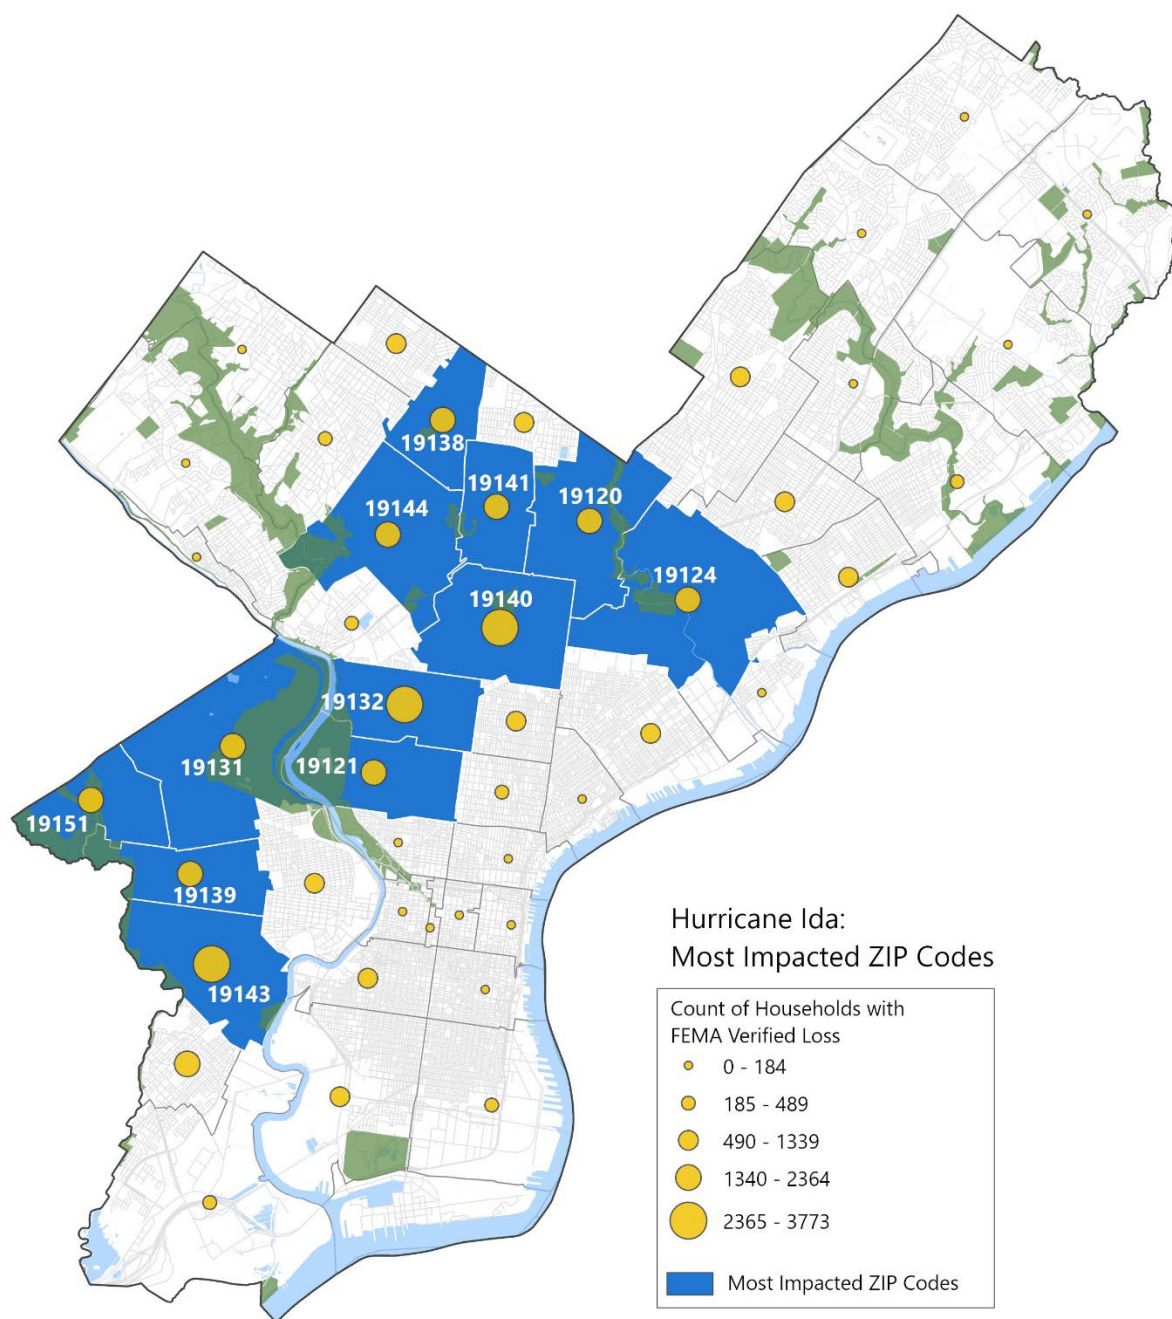 19138
19141
19120
19144
19124
19140
19132
19131
19121
19151
19139
19143
Hurricane Ida:
Most Impacted ZIP Codes
Count of Households with
FEMA Verified Loss
0 - 184
185 - 489
490 - 1339
1340 - 2364
2365 - 3773
Most Impacted ZIP Codes